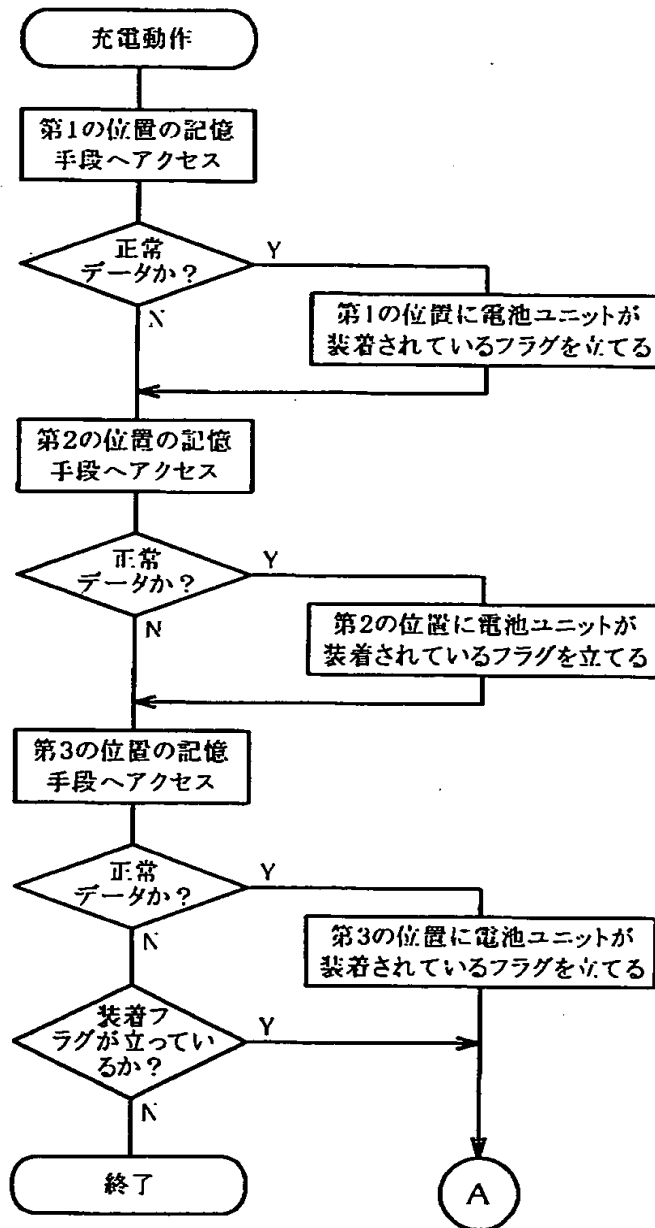 充電動作
第1の位置の記憶
手段へアクセス
正常
データか?
Y
N
第1の位置に電池ユニットが
装着されているフラグを立てる
第2の位置の記憶
手段へアクセス
正常
データか?
Y
N
第2の位置に電池ユニットが
装着されているフラグを立てる
第3の位置の記憶
手段へアクセス
正常
データか?
Y
N
第3の位置に電池ユニットが
装着されているフラグを立てる
装着フ
ラグが立ってい
るか?
Y
N
終了
A